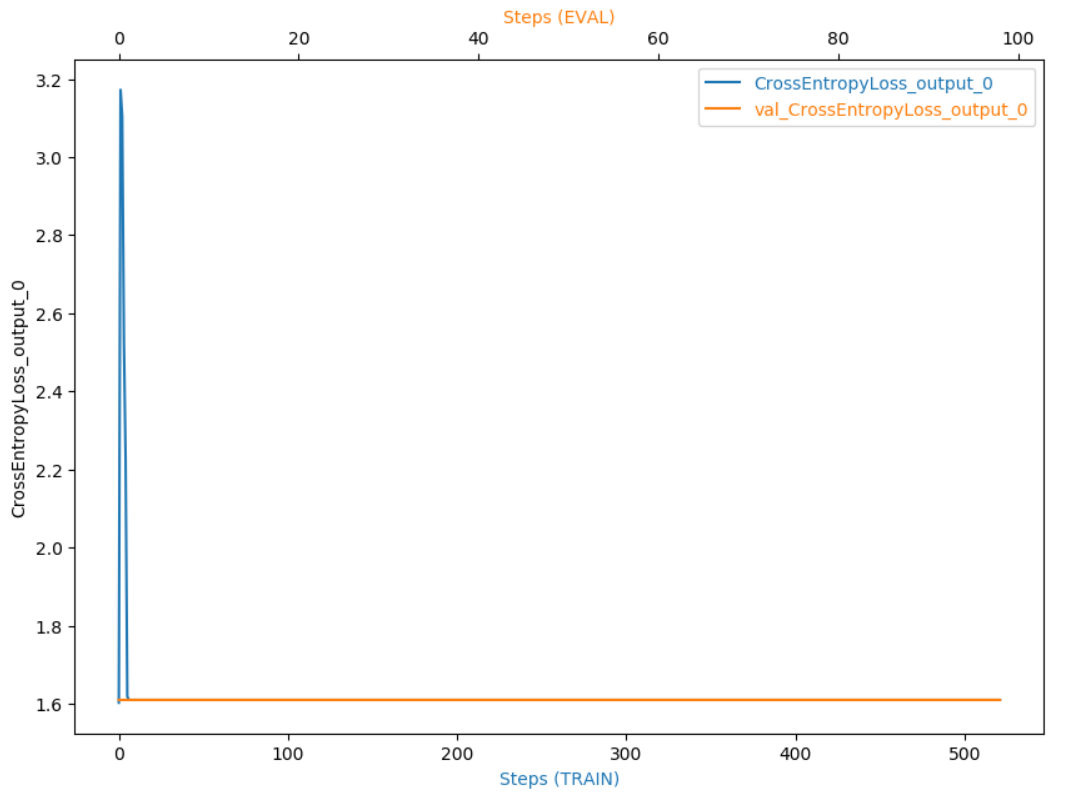 Steps (EVAL)
0 20 40 60 80 100
CrossEntropyLoss_output_0
val_CrossEntropyLoss_output_0
CrossEntropyLoss_output_0
3.2
3.0
2.8
2.6
2.4
2.2
2.0
1.8
1.6
0 100 200 300 400 500
Steps (TRAIN)